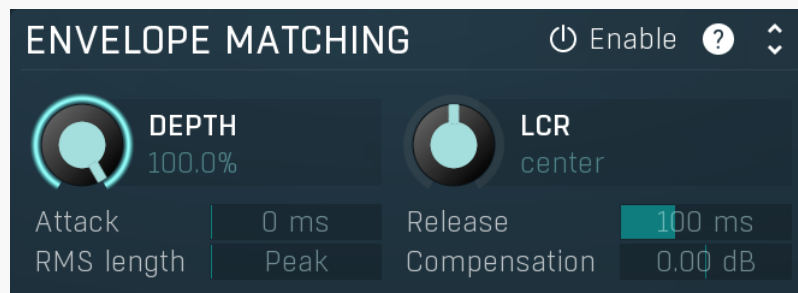 ENVELOPE MATCHING Enable ?
DEPTH LCR
100.0% center
Attack 0 ms Release 100 ms
RMS length Peak Compensation 0.00 dB